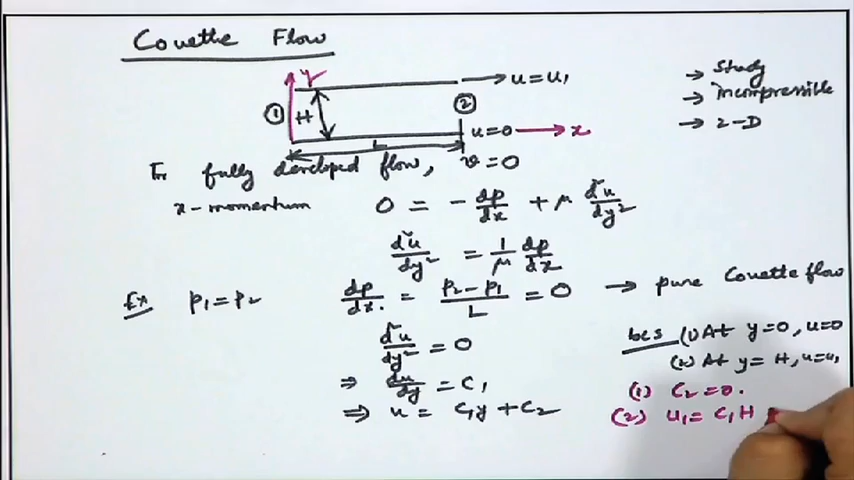 Couette Flow
Y
u = u₁
→ Study
① H ②
→ incompressible
u=0 → x
→ 2-D
L
For fully developed flow, v = 0
x-momentum 0 = - dp/dx + μ d²u/dy²
d²u/dy² = 1/μ dp/dx
Ex p₁ = p₂ dp/dx = (p₂ - p₁)/L = 0 → pure Couette flow
d²u/dy² = 0
bcs (1) At y=0, u=0
(2) At y= H, u=u₁
⇒ du/dy = C₁
(1) C₂ = 0.
⇒ u = C₁y + C₂
(2) U₁ = C₁H